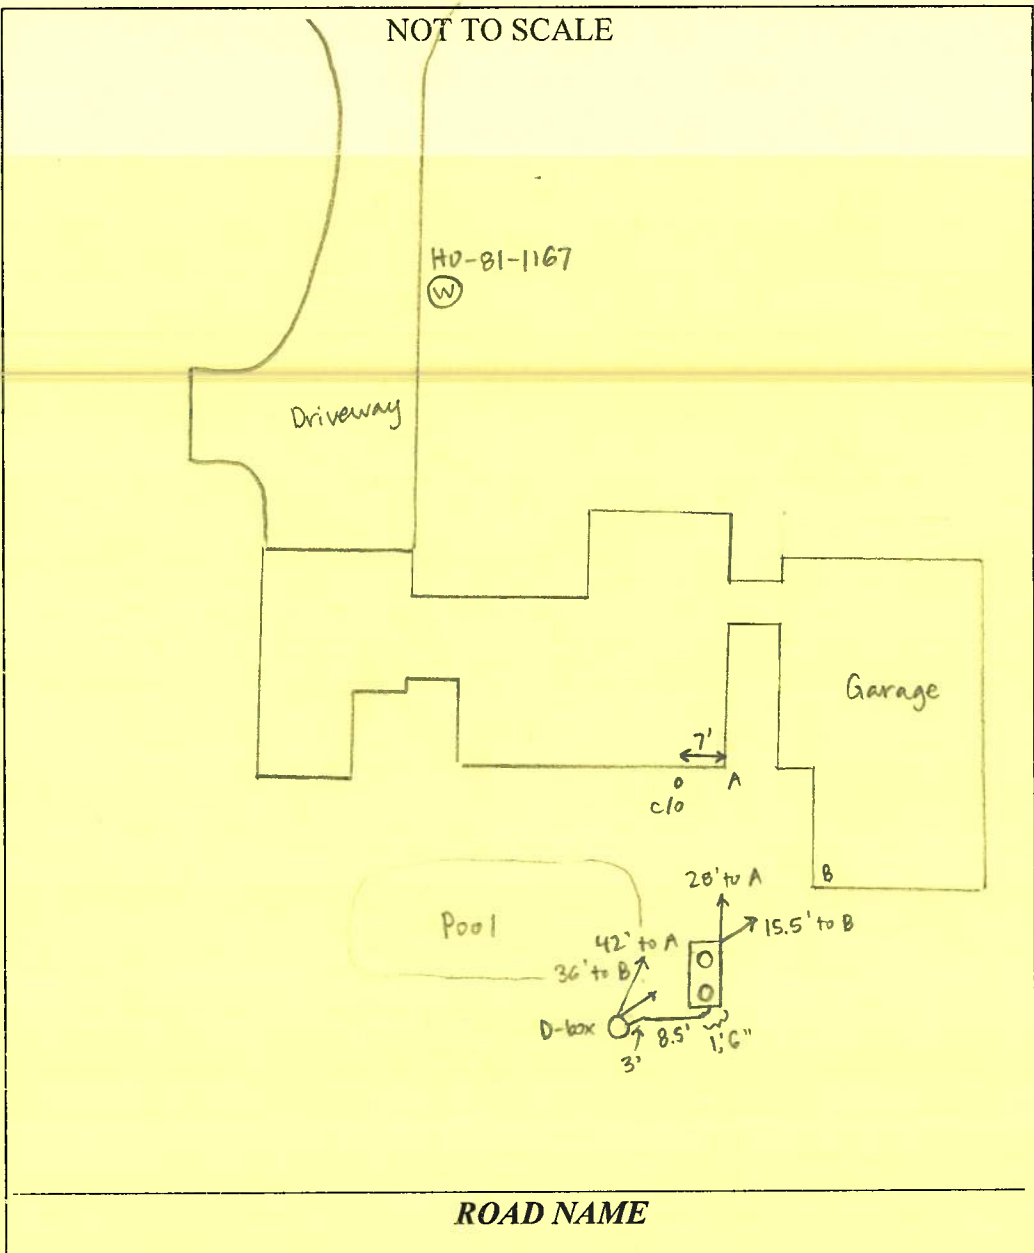 NOT TO SCALE
HO-81-1167
W
Driveway
Garage
7'
A
c/o
B
28' to A
15.5' to B
Pool
42' to A
36' to B
D-box
8.5'
1', 6"
3'
ROAD NAME